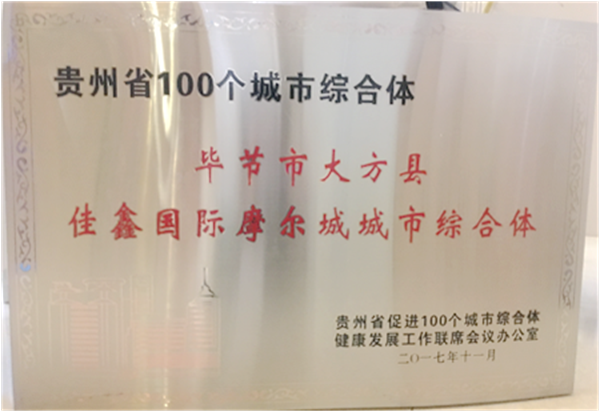 贵州省100个城市综合体
毕节市大方县
佳鑫国际摩尔城城市综合体
贵州省促进100个城市综合体
健康发展工作联席会议办公室
二〇一七年十一月